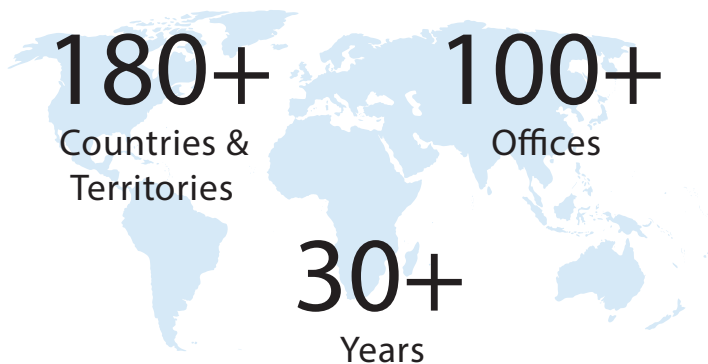 180+
Countries &
Territories
100+
Offices
30+
Years